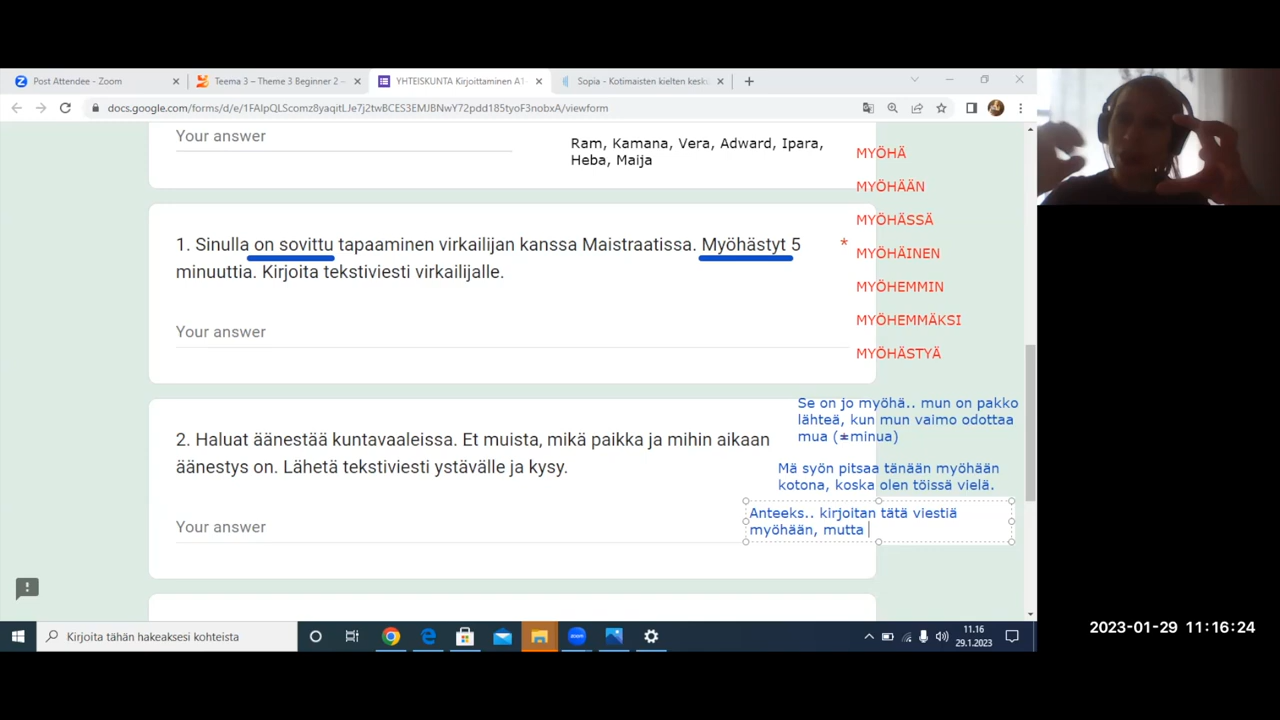 Post Attendee - Zoom
Teema 3 – Theme 3 Beginner 2 –
YHTEISKUNTA Kirjoittaminen A1
Sopia - Kotimaisten kielten kesku
docs.google.com/forms/d/e/1FAIpQLScomz8yaqitLJe7j2twBCES3EMJBNwY72pdd185tyoF3nobxA/viewform
Your answer
Ram, Kamana, Vera, Adward, Ipara,
Heba, Maija
MYÖHÄ
MYÖHÄÄN
MYÖHÄSSÄ
MYÖHÄINEN
MYÖHEMMIN
MYÖHEMMÄKSI
MYÖHÄSTYÄ
1. Sinulla on sovittu tapaaminen virkailijan kanssa Maistraatissa. Myöhästyt 5 *
minuuttia. Kirjoita tekstiviesti virkailijalle.
Your answer
Se on jo myöhä.. mun on pakko
lähteä, kun mun vaimo odottaa
mua (±minua)
2. Haluat äänestää kuntavaaleissa. Et muista, mikä paikka ja mihin aikaan
äänestys on. Lähetä tekstiviesti ystävälle ja kysy.
Mä syön pitsaa tänään myöhään
kotona, koska olen töissä vielä.
Anteeks.. kirjoitan tätä viestiä
myöhään, mutta
Your answer
Kirjoita tähän hakeaksesi kohteista
zoom
11.16
29.1.2023
2023-01-29 11:16:24